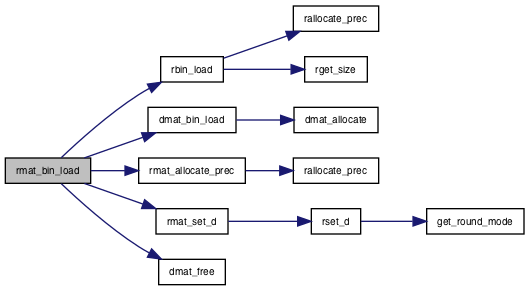 rallocate_prec
rbin_load
rget_size
dmat_bin_load
dmat_allocate
rmat_bin_load
rmat_allocate_prec
rallocate_prec
rmat_set_d
rset_d
get_round_mode
dmat_free